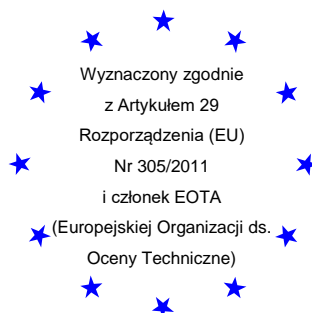 Wyznaczony zgodnie
z Artykułem 29
Rozporządzenia (EU)
Nr 305/2011
i członek EOTA
(Europejskiej Organizacji ds.
Oceny Techniczne)